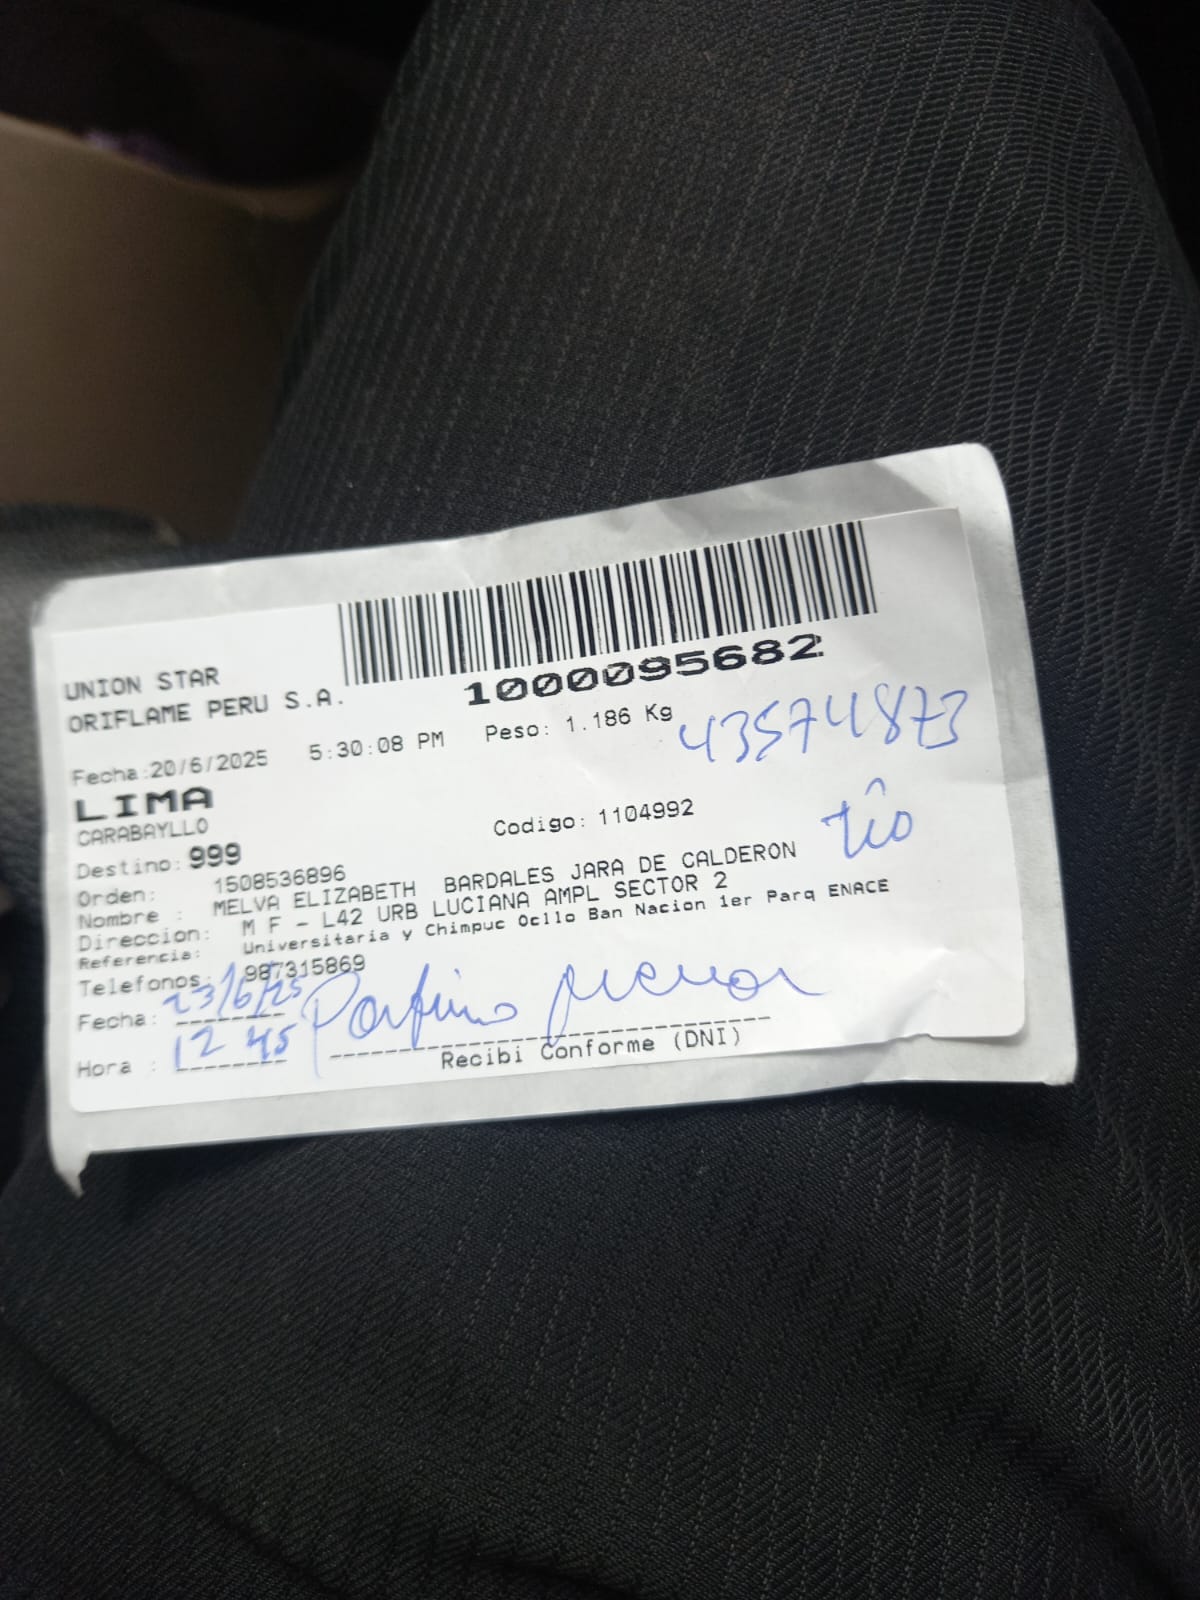 1000095682
UNION STAR
ORIFLAME PERU S.A.
Fecha:20/6/2025 5:30:08 PM Peso: 1.186 Kg
43574873
LIMA
CARABAYLLO
Codigo: 1104992
tío
Destino: 999
Orden: 1508536896
Nombre : MELVA ELIZABETH BARDALES JARA DE CALDERON
Direccion: M F - L42 URB LUCIANA AMPL SECTOR 2
Referencia: Universitaria y Chimpuc Ocllo Ban Nacion 1er Parq ENACE
Telefonos: 987315869
Fecha: 23/6/25
Hora : 12 45
Recibi Conforme (DNI)